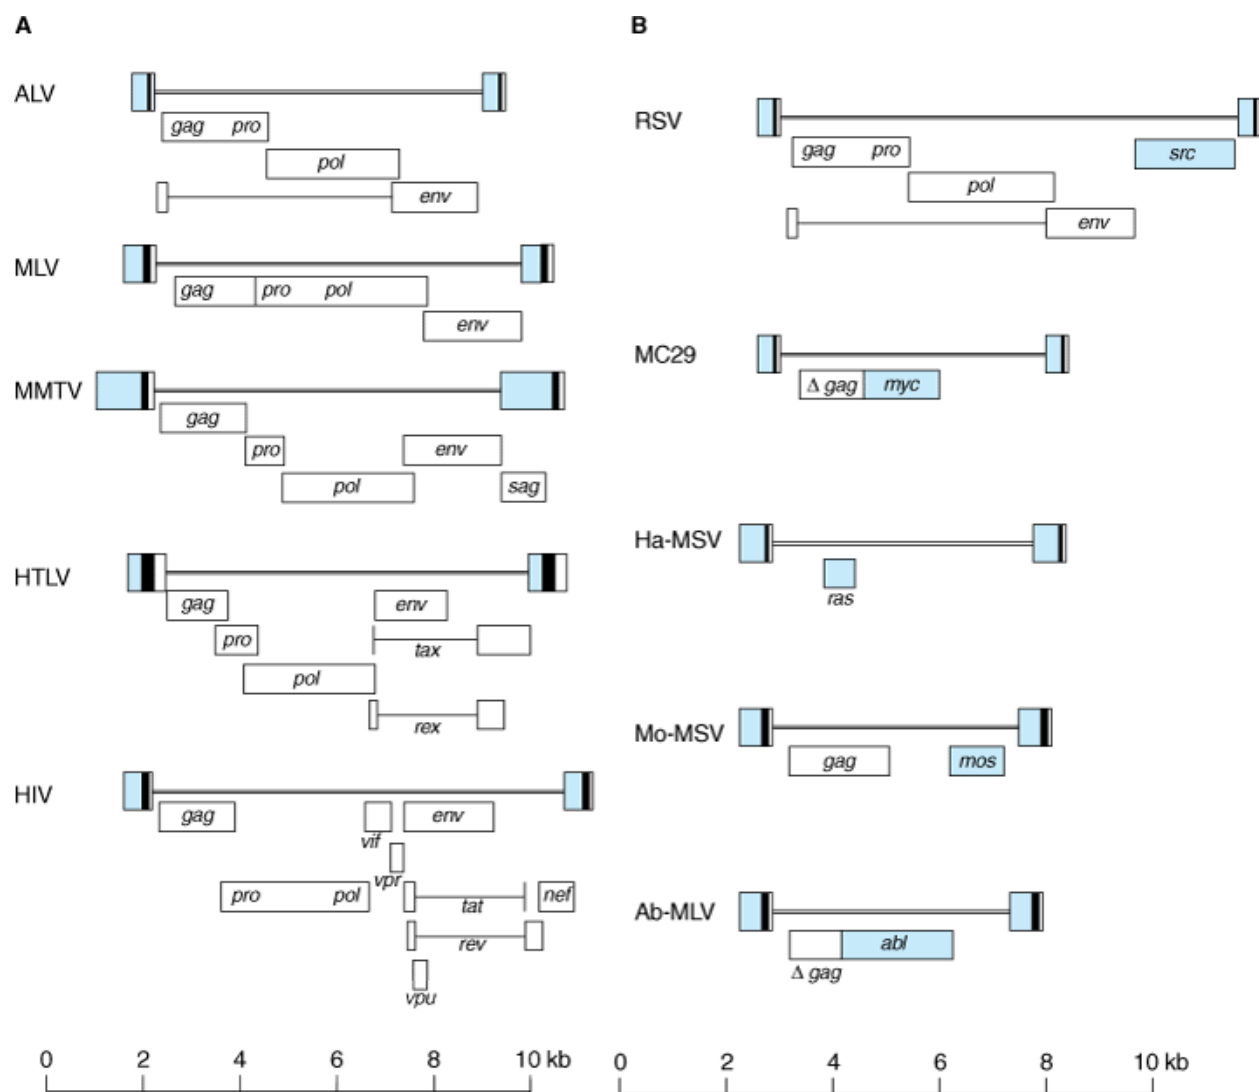 A
ALV
gag pro
pol
env
MLV
gag pro pol
env
MMTV
gag
pro env
pol sag
HTLV
gag env
pro tax
pol
rex
HIV
gag env
vif
vpr
pro pol tat nef
rev
vpu
0 2 4 6 8 10 kb
B
RSV
gag pro src
pol
env
MC29
Δ gag myc
Ha-MSV
ras
Mo-MSV
gag mos
Ab-MLV
abl
Δ gag
0 2 4 6 8 10 kb